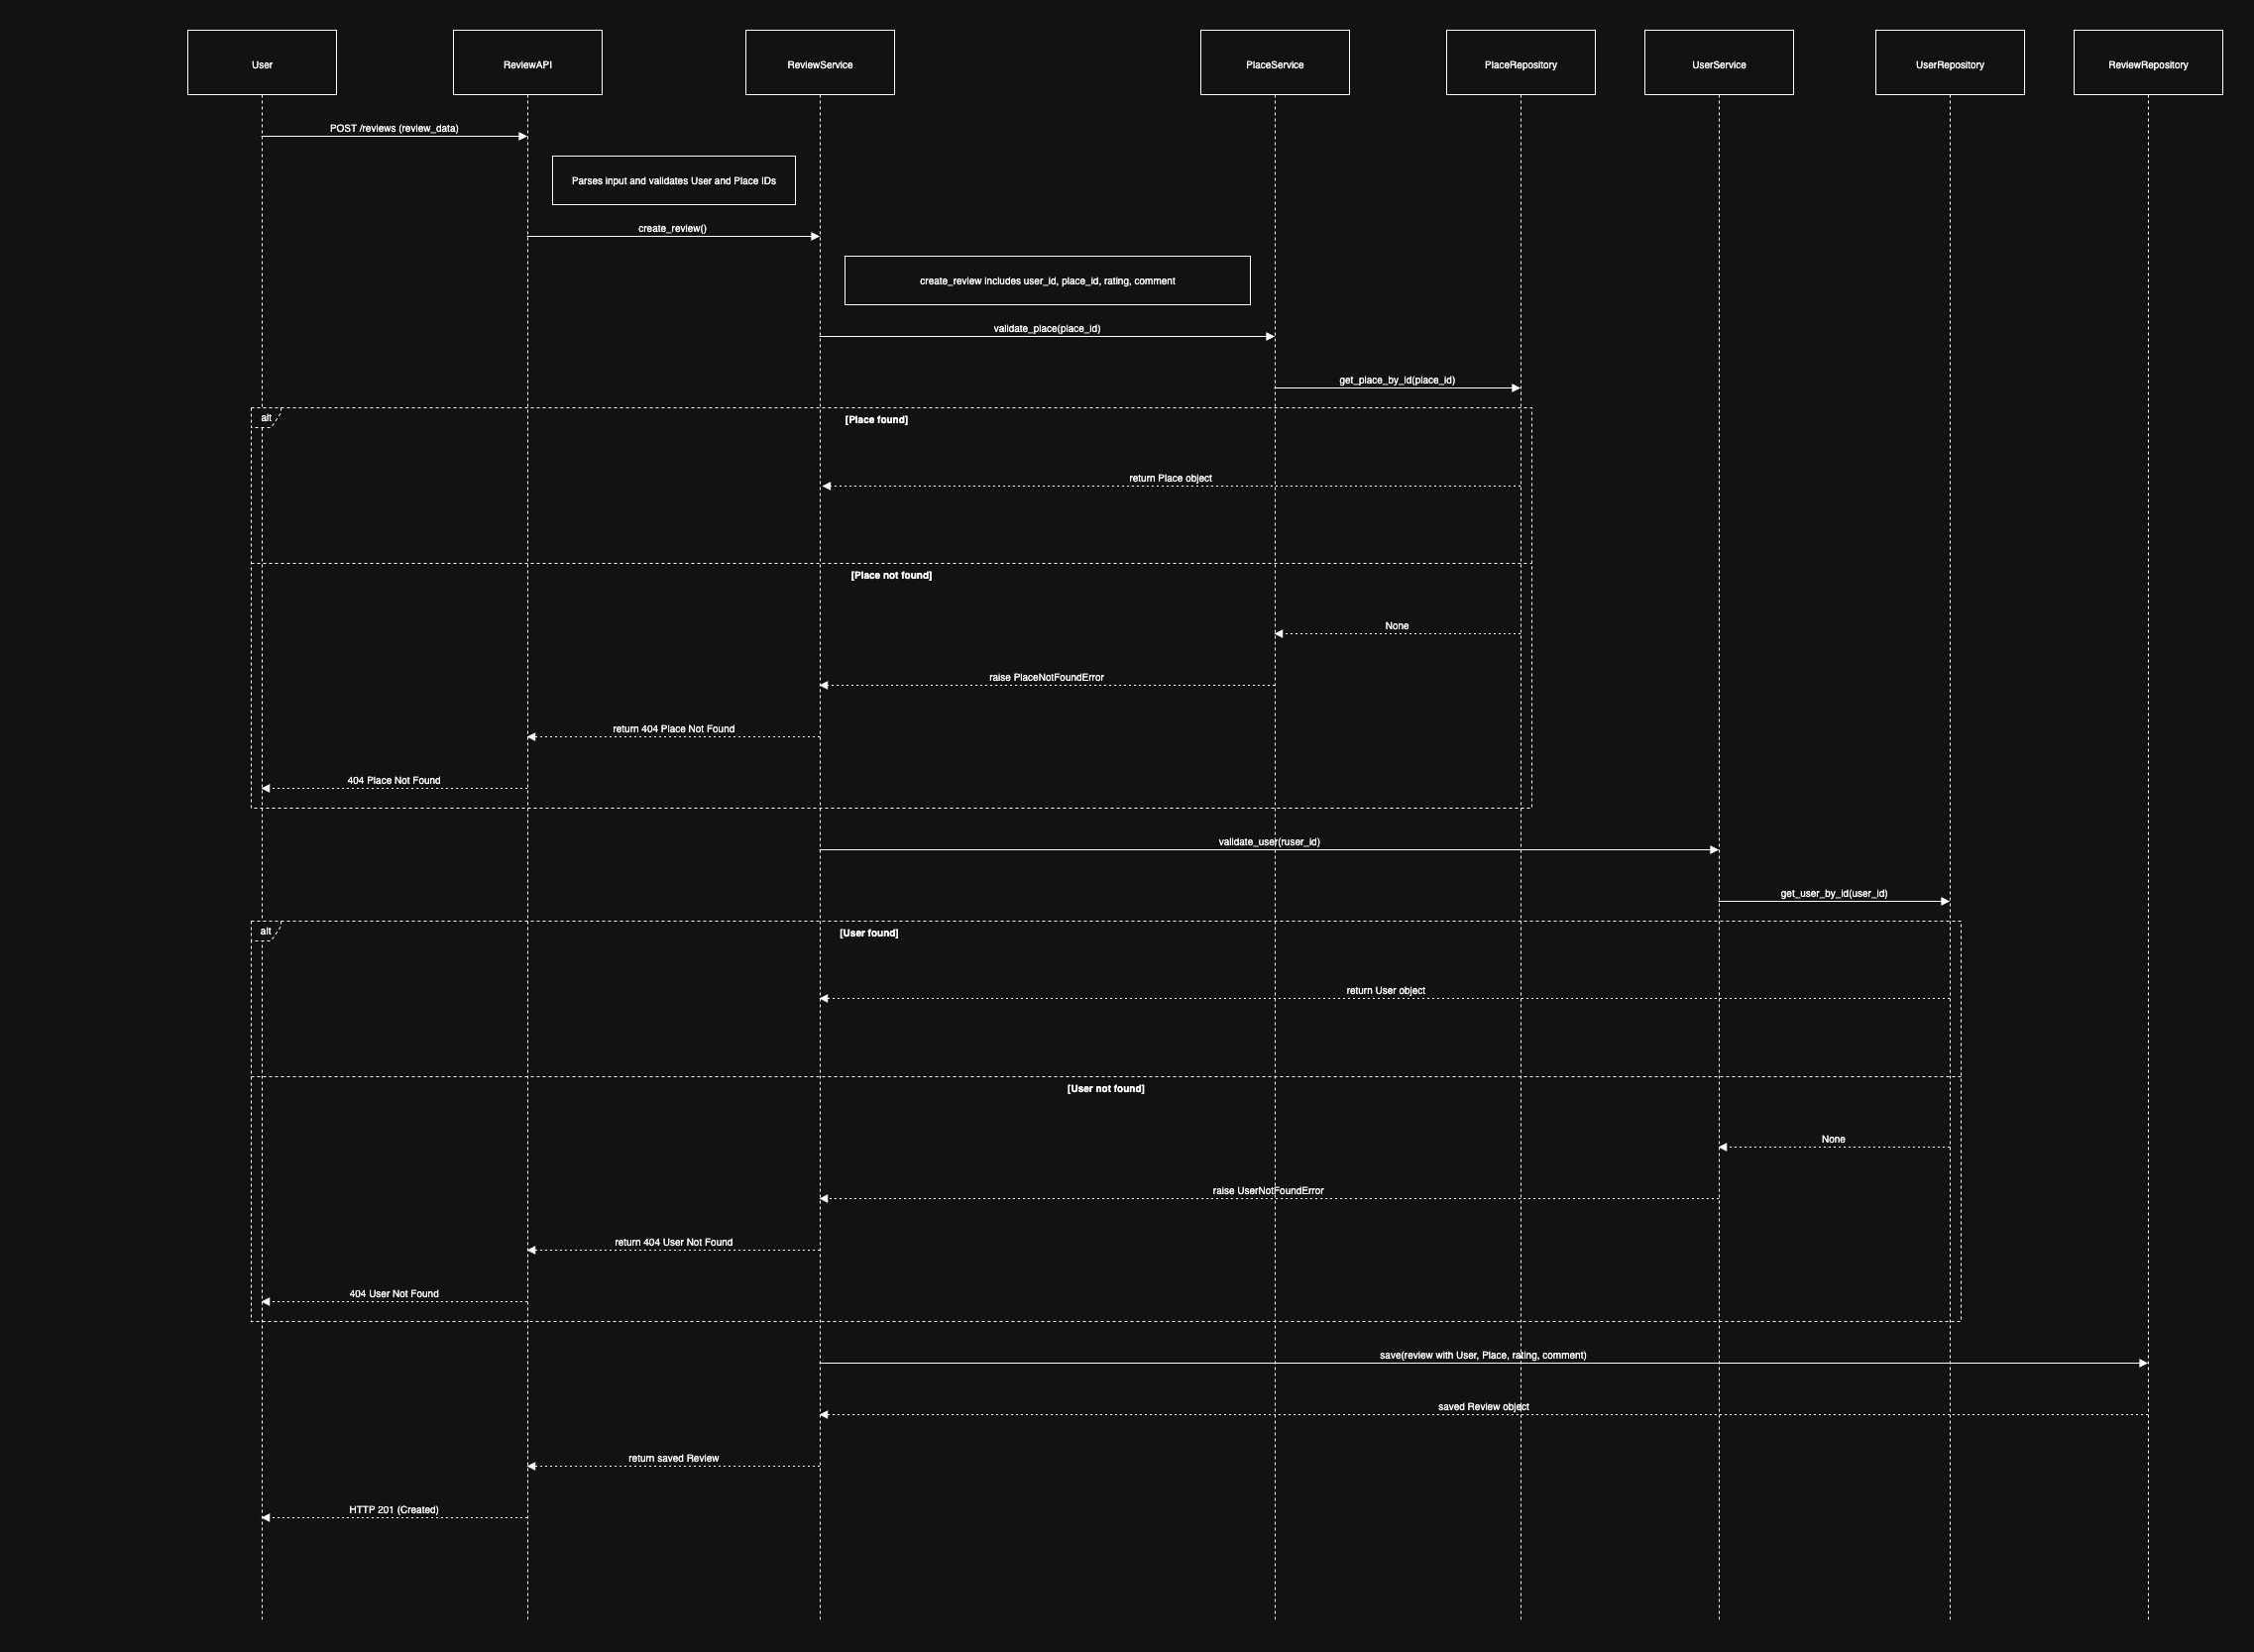 User
ReviewAPI
ReviewService
PlaceService
PlaceRepository
UserService
UserRepository
ReviewRepository
POST /reviews (review_data)
Parses input and validates User and Place IDs
create_review()
create_review includes user_id, place_id, rating, comment
validate_place(place_id)
get_place_by_id(place_id)
alt
[Place found]
return Place object
[Place not found]
None
raise PlaceNotFoundError
return 404 Place Not Found
404 Place Not Found
validate_user(ruser_id)
get_user_by_id(user_id)
alt
[User found]
return User object
[User not found]
None
raise UserNotFoundError
return 404 User Not Found
404 User Not Found
save(review with User, Place, rating, comment)
saved Review object
return saved Review
HTTP 201 (Created)